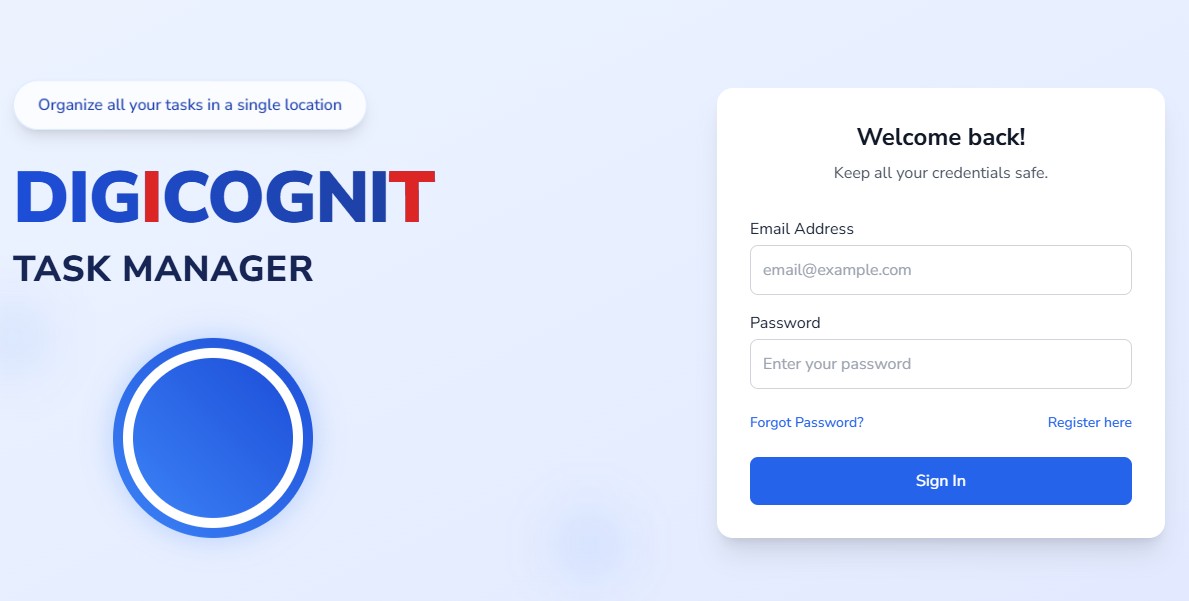 Organize all your tasks in a single location
DIGICOGNIT
TASK MANAGER
Welcome back!
Keep all your credentials safe.
Email Address
email@example.com
Password
Enter your password
Forgot Password?
Register here
Sign In